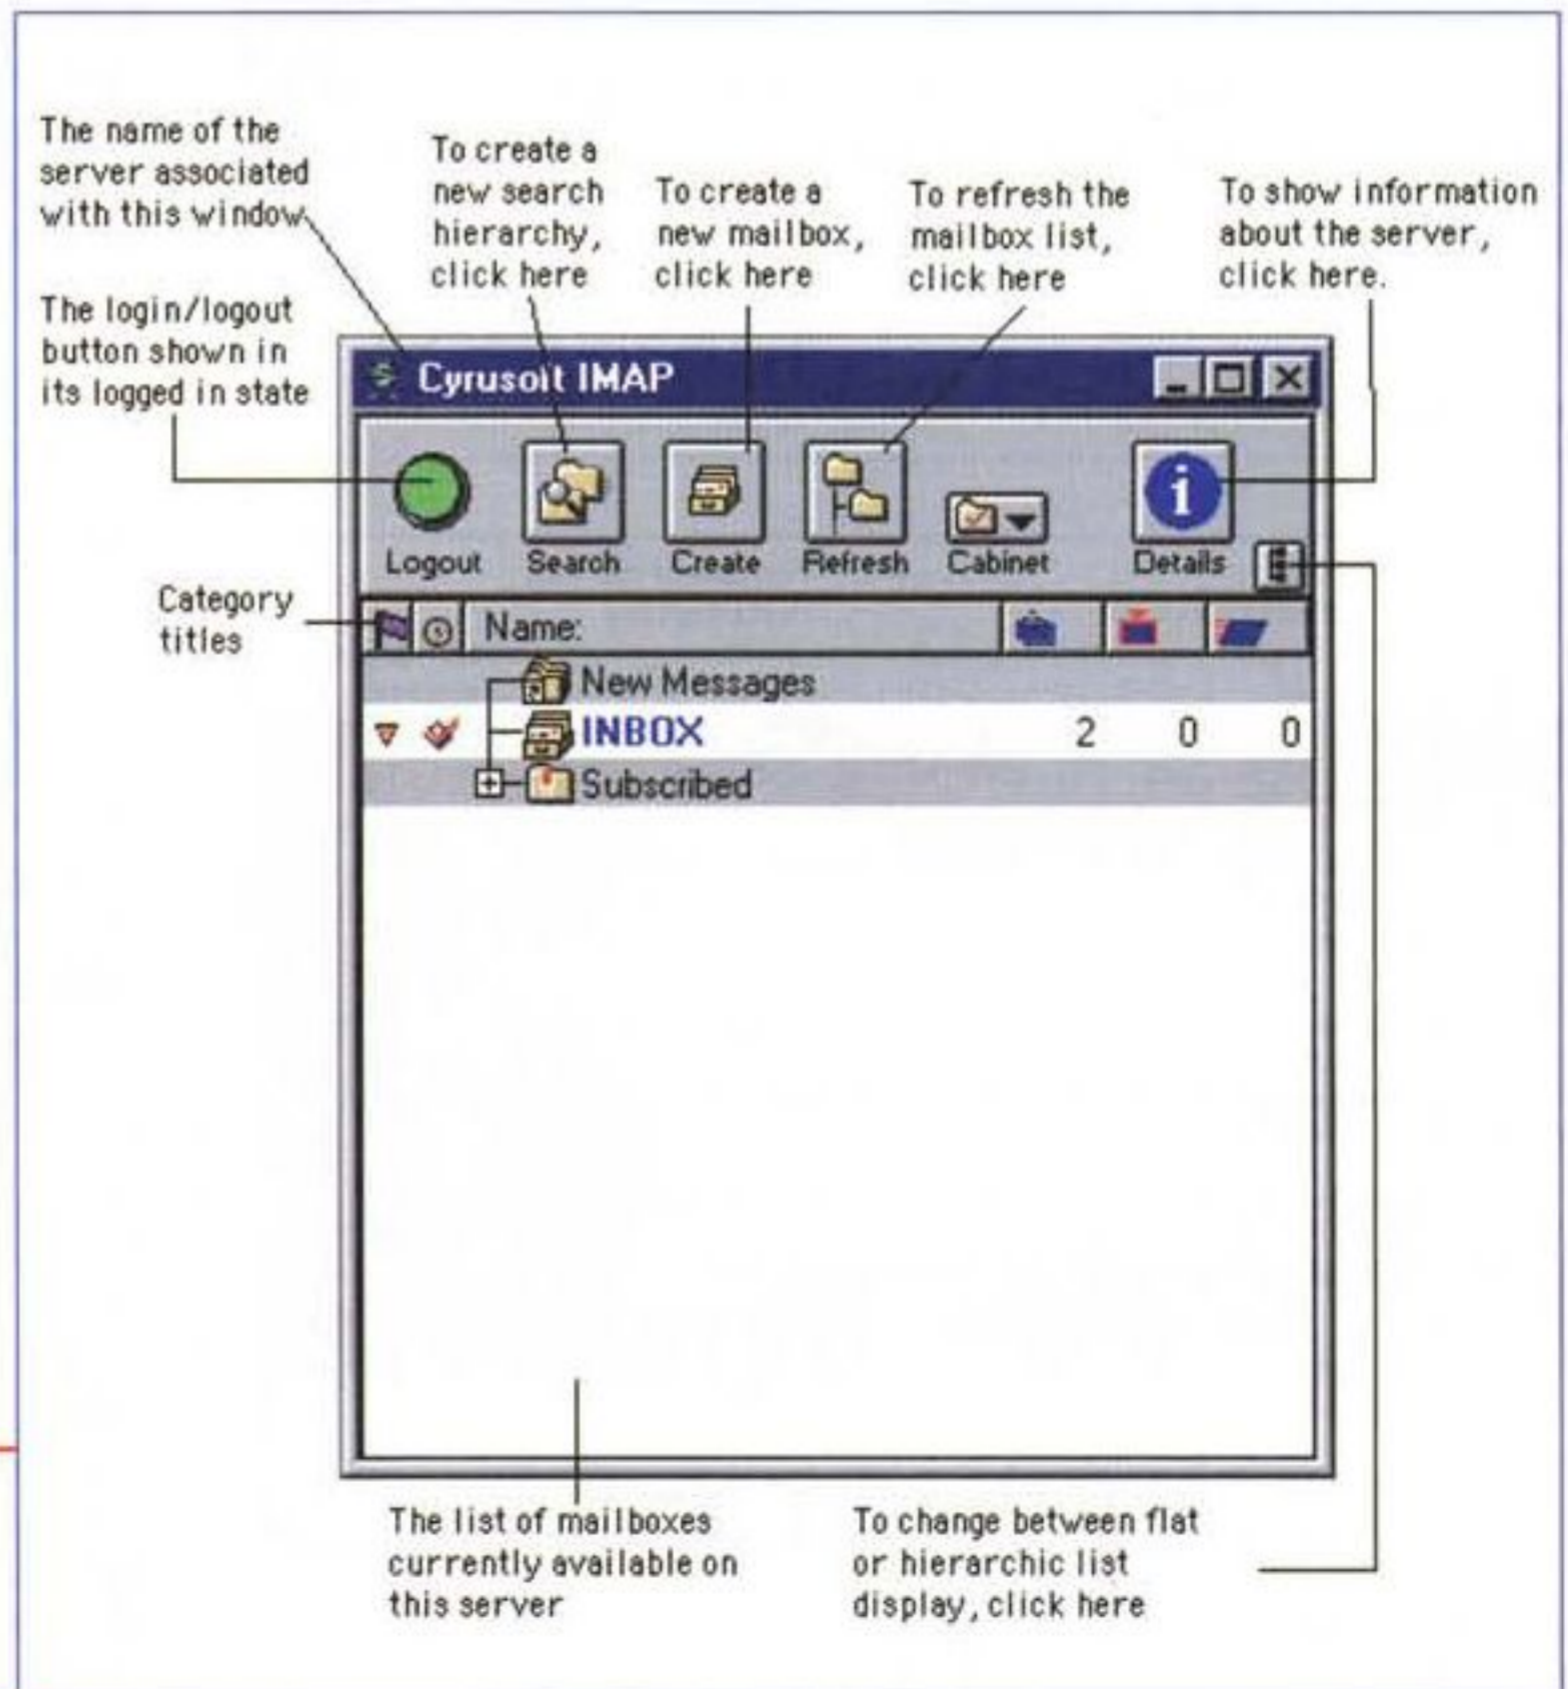 The name of the
server associated
with this window
To create a
new search
hierarchy,
click here
To create a
new mailbox,
click here
To refresh the
mailbox list,
click here
To show information
about the server,
click here.
The login/logout
button shown in
its logged in state
Cyrusoft IMAP
Logout
Search
Create
Refresh
Cabinet
Details
Category
titles
Name:
New Messages
INBOX 2 0 0
Subscribed
The list of mailboxes
currently available on
this server
To change between flat
or hierarchic list
display, click here